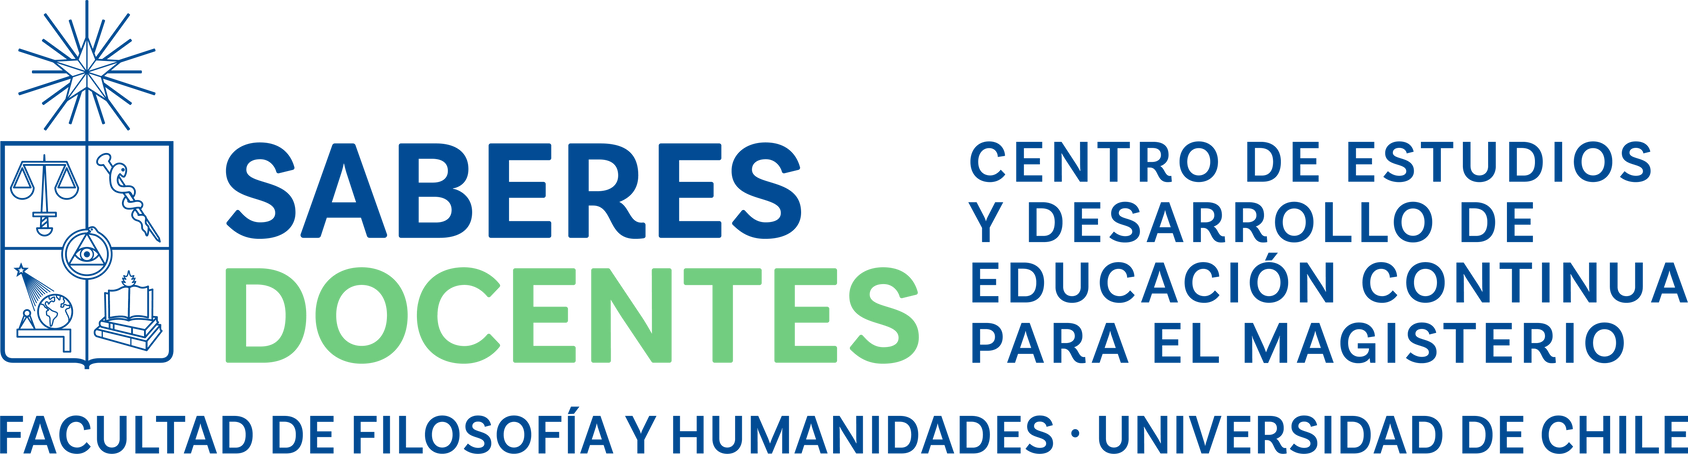 SABERES
DOCENTES
CENTRO DE ESTUDIOS
Y DESARROLLO DE
EDUCACIÓN CONTINUA
PARA EL MAGISTERIO
FACULTAD DE FILOSOFÍA Y HUMANIDADES · UNIVERSIDAD DE CHILE